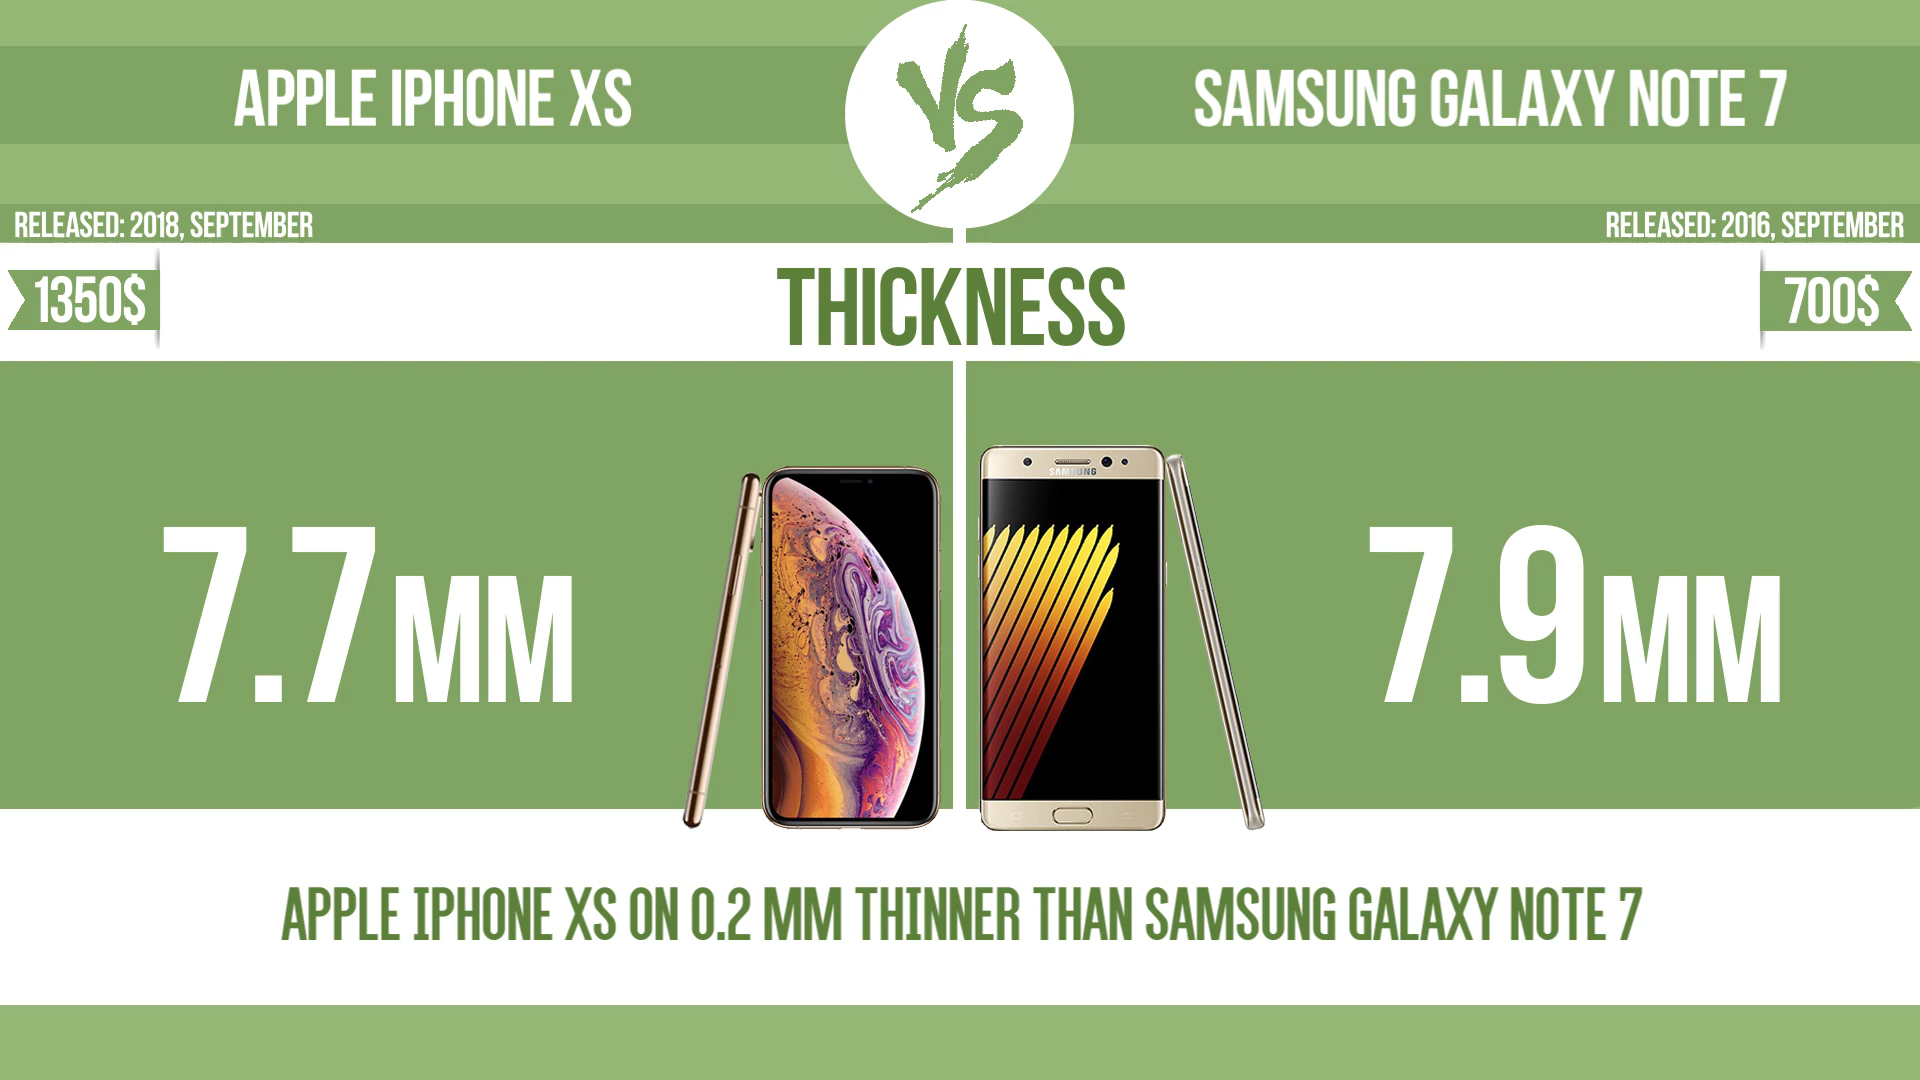 APPLE IPHONE XS
VS
SAMSUNG GALAXY NOTE 7
RELEASED: 2018, SEPTEMBER
RELEASED: 2016, SEPTEMBER
1350$
THICKNESS
700$
SAMSUNG
7.7MM
7.9MM
APPLE IPHONE XS ON 0.2 MM THINNER THAN SAMSUNG GALAXY NOTE 7